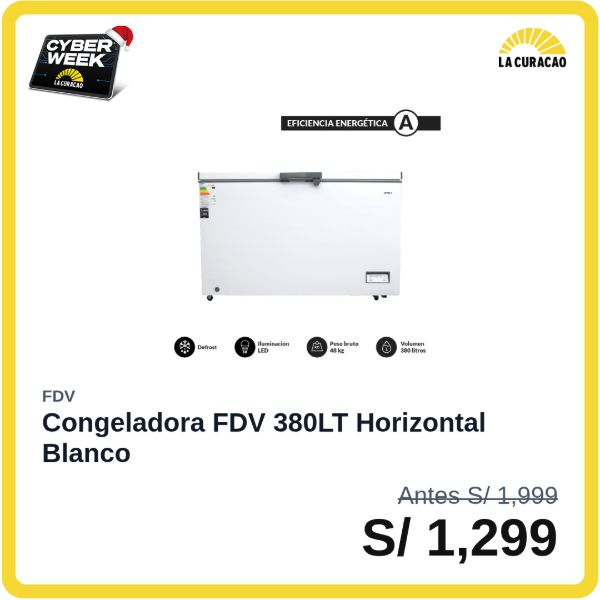 CYBER
WEEK
LA CURACAO
LA CURACAO
EFICIENCIA ENERGÉTICA A
Defrost
Iluminación
LED
Peso bruto
48 kg
Volumen
380 litros
FDV
Congeladora FDV 380LT Horizontal
Blanco
Antes S/ 1,999
S/ 1,299